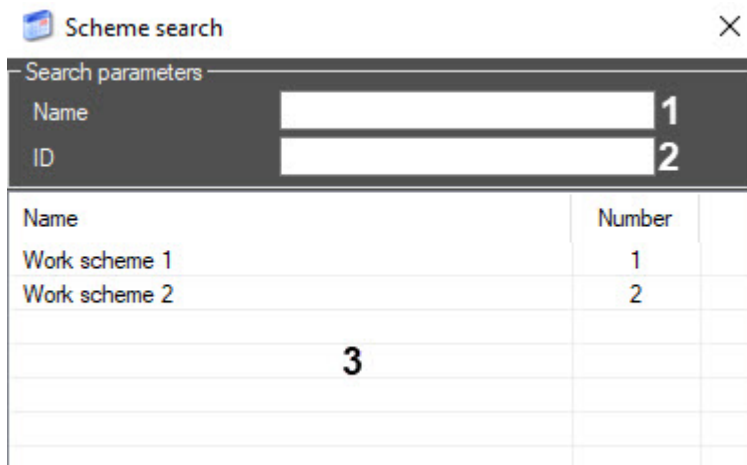 Scheme search
Search parameters
Name 1
ID 2
Name Number
Work scheme 1 1
Work scheme 2 2
3